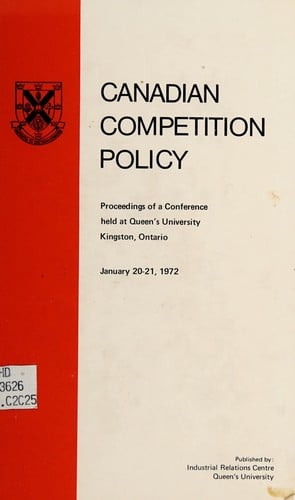 CANADIAN
COMPETITION
POLICY
Proceedings of a Conference
held at Queen's University
Kingston, Ontario
January 20-21, 1972
HD
3626
.C2C25
Published by:
Industrial Relations Centre
Queen's University